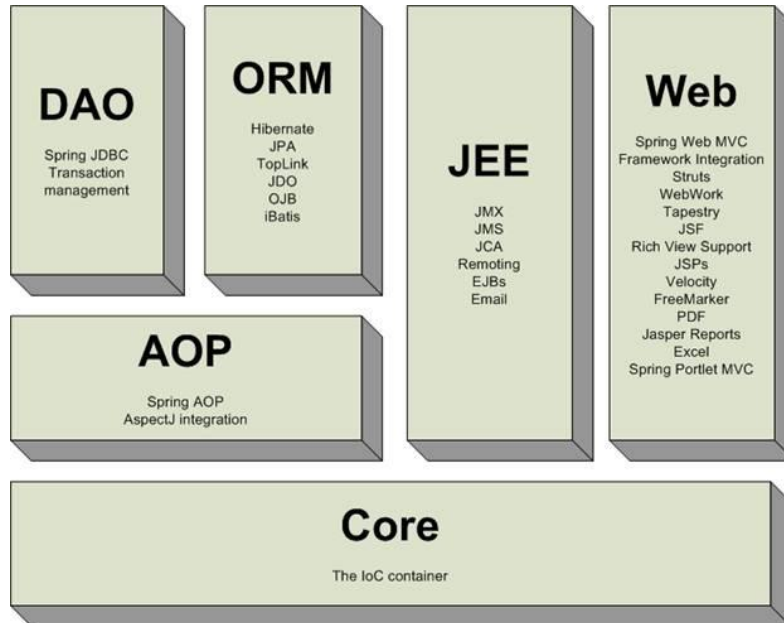 DAO
Spring JDBC
Transaction
management
ORM
Hibernate
JPA
TopLink
JDO
OJB
iBatis
JEE
JMX
JMS
JCA
Remoting
EJBs
Email
Web
Spring Web MVC
Framework Integration
Struts
WebWork
Tapestry
JSF
Rich View Support
JSPs
Velocity
FreeMarker
PDF
Jasper Reports
Excel
Spring Portlet MVC
AOP
Spring AOP
AspectJ integration
Core
The IoC container